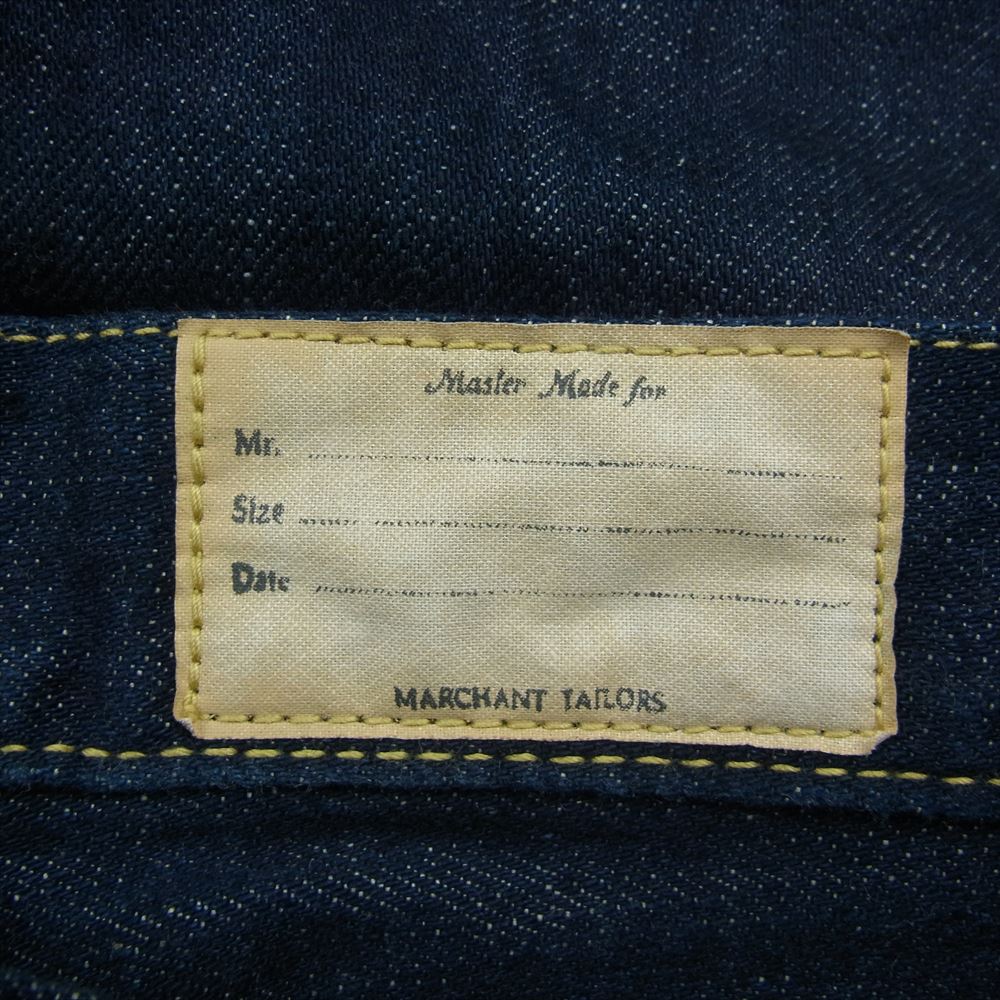 Master Made for
Mr.
Size
Date
MARCHANT TAILORS